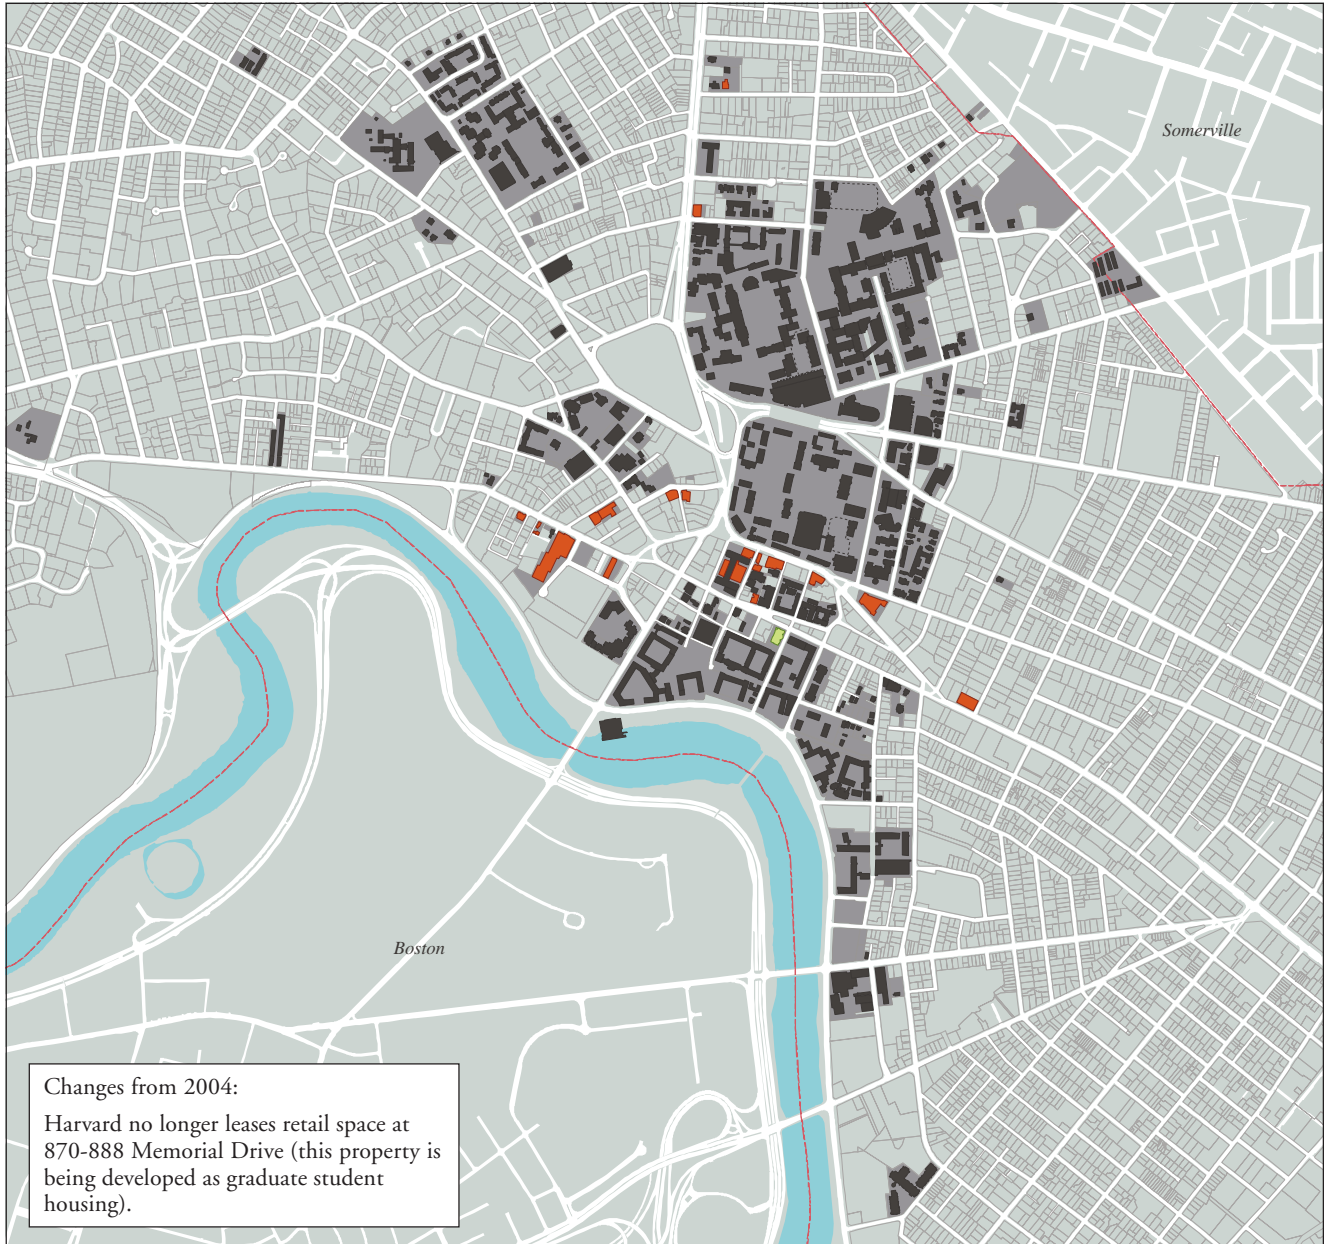 Somerville
Boston
Changes from 2004:
Harvard no longer leases retail space at
870-888 Memorial Drive (this property is
being developed as graduate student
housing).